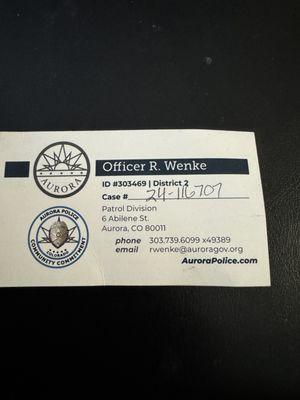 AURORA
Officer R. Wenke
ID #303469 | District 2
Case # 24-116707
Patrol Division
6 Abilene St.
Aurora, CO 80011
phone 303.739.6099 x49389
email rwenke@auroragov.org
AuroraPolice.com
AURORA POLICE
COLORADO
COMMUNITY COMMITMENT